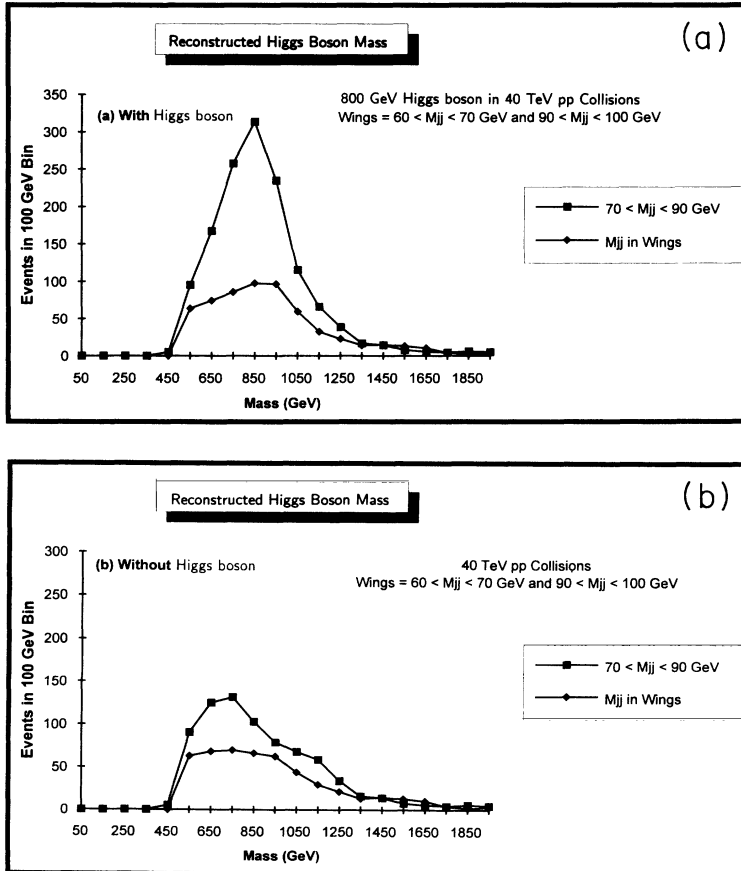 Reconstructed Higgs Boson Mass
(a)
(a) With Higgs boson
800 GeV Higgs boson in 40 TeV pp Collisions
Wings = 60 < Mjj < 70 GeV and 90 < Mjj < 100 GeV
Events in 100 GeV Bin
350
300
250
200
150
100
50
0
70 < Mjj < 90 GeV
Mjj in Wings
50 250 450 650 850 1050 1250 1450 1650 1850
Mass (GeV)
Reconstructed Higgs Boson Mass
(b)
(b) Without Higgs boson
40 TeV pp Collisions
Wings = 60 < Mjj < 70 GeV and 90 < Mjj < 100 GeV
Events in 100 GeV Bin
300
250
200
150
100
50
0
70 < Mjj < 90 GeV
Mjj in Wings
50 250 450 650 850 1050 1250 1450 1650 1850
Mass (GeV)